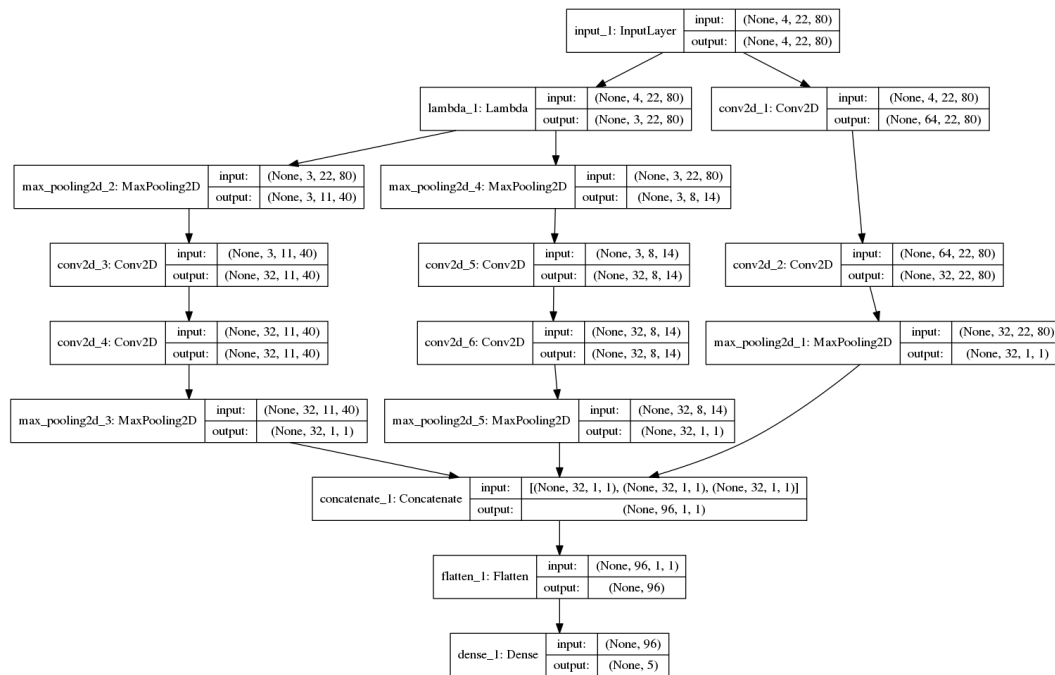 input_1: InputLayer
input: (None, 4, 22, 80)
output: (None, 4, 22, 80)
lambda_1: Lambda
input: (None, 4, 22, 80)
output: (None, 3, 22, 80)
conv2d_1: Conv2D
input: (None, 4, 22, 80)
output: (None, 64, 22, 80)
max_pooling2d_2: MaxPooling2D
input: (None, 3, 22, 80)
output: (None, 3, 11, 40)
max_pooling2d_4: MaxPooling2D
input: (None, 3, 22, 80)
output: (None, 3, 8, 14)
conv2d_3: Conv2D
input: (None, 3, 11, 40)
output: (None, 32, 11, 40)
conv2d_5: Conv2D
input: (None, 3, 8, 14)
output: (None, 32, 8, 14)
conv2d_2: Conv2D
input: (None, 64, 22, 80)
output: (None, 32, 22, 80)
conv2d_4: Conv2D
input: (None, 32, 11, 40)
output: (None, 32, 11, 40)
conv2d_6: Conv2D
input: (None, 32, 8, 14)
output: (None, 32, 8, 14)
max_pooling2d_1: MaxPooling2D
input: (None, 32, 22, 80)
output: (None, 32, 1, 1)
max_pooling2d_3: MaxPooling2D
input: (None, 32, 11, 40)
output: (None, 32, 1, 1)
max_pooling2d_5: MaxPooling2D
input: (None, 32, 8, 14)
output: (None, 32, 1, 1)
concatenate_1: Concatenate
input: [(None, 32, 1, 1), (None, 32, 1, 1), (None, 32, 1, 1)]
output: (None, 96, 1, 1)
flatten_1: Flatten
input: (None, 96, 1, 1)
output: (None, 96)
dense_1: Dense
input: (None, 96)
output: (None, 5)